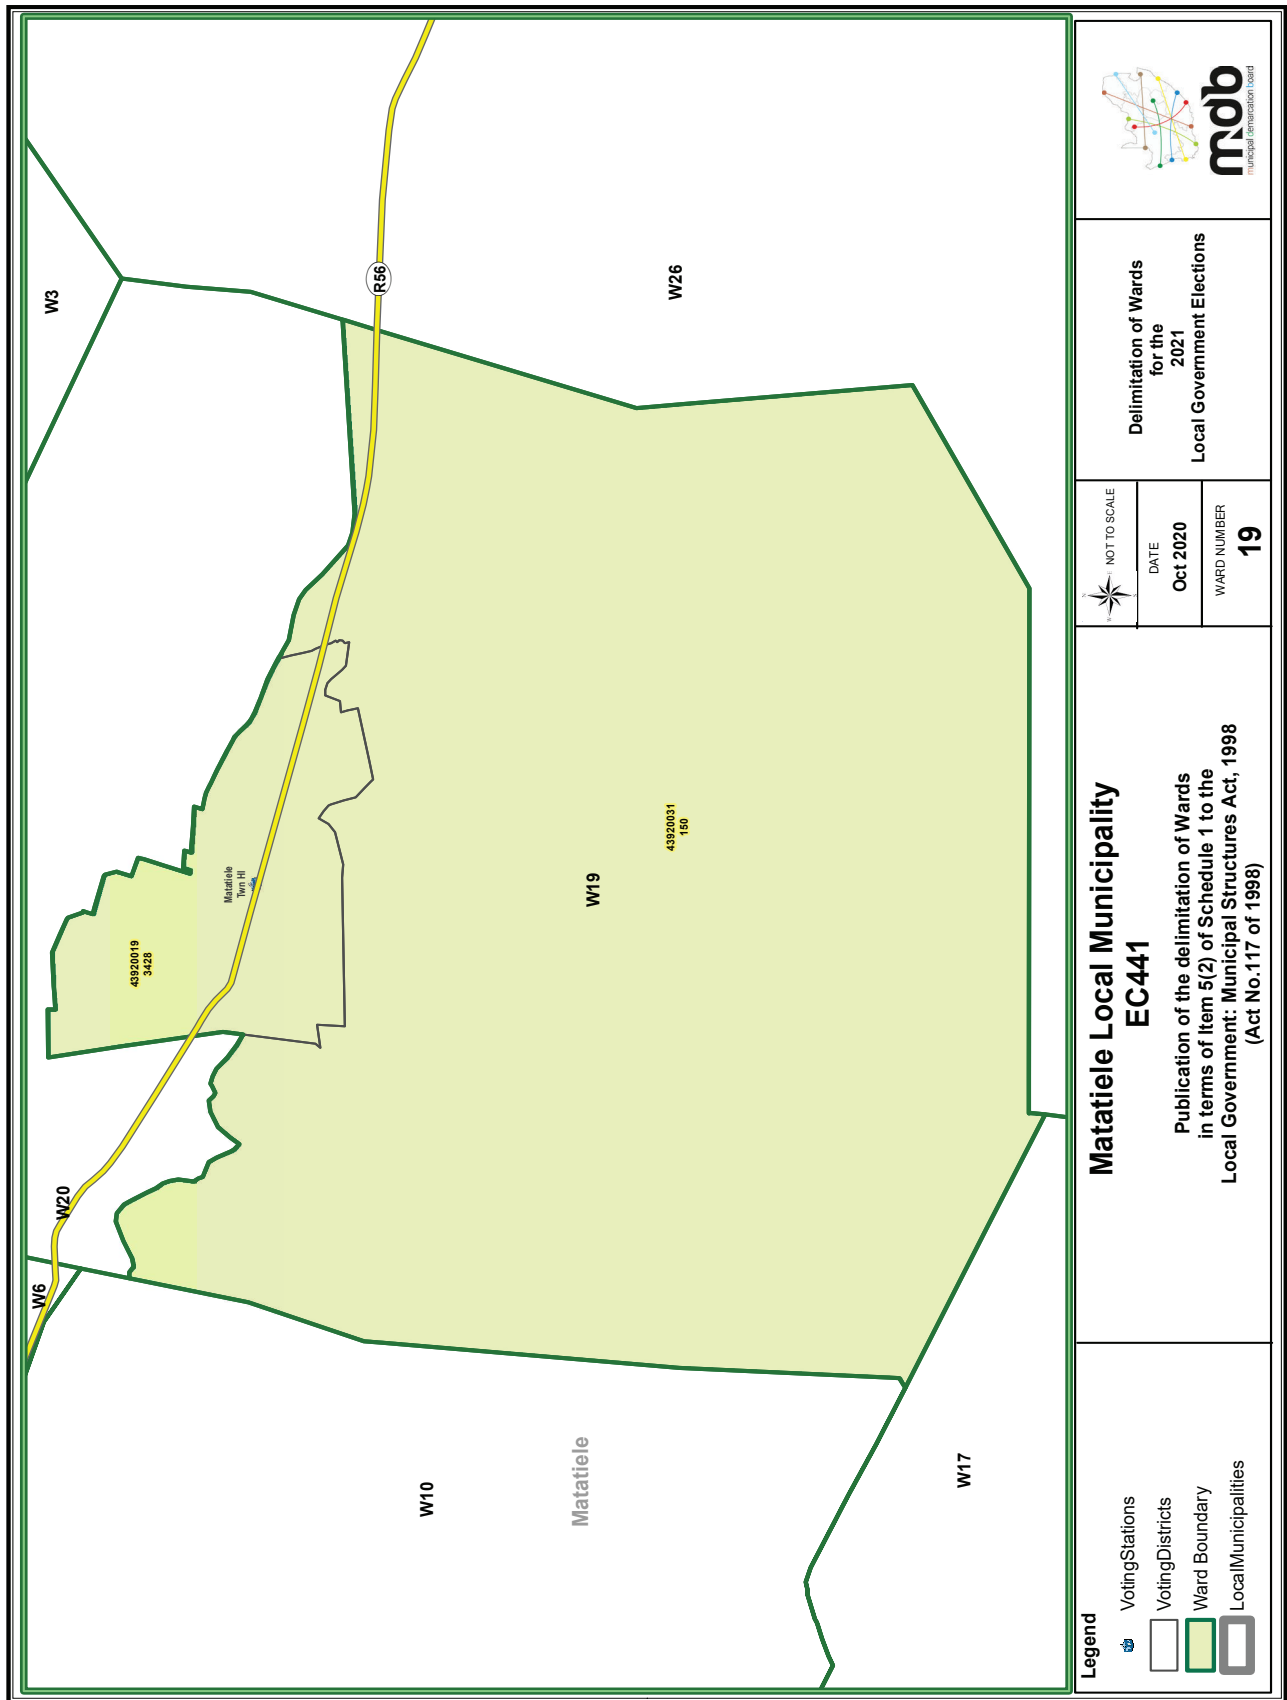 W3
R56
W26
W20
W6
43920019
3428
Matatiele
Twn Hl
W19
43920031
150
W10
Matatiele
W17
Legend
VotingStations
VotingDistricts
Ward Boundary
LocalMunicipalities
Matatiele Local Municipality
EC441
Publication of the delimitation of Wards
in terms of Item 5(2) of Schedule 1 to the
Local Government: Municipal Structures Act, 1998
(Act No.117 of 1998)
N
W
NOT TO SCALE
DATE
Oct 2020
WARD NUMBER
19
Delimitation of Wards
for the
2021
Local Government Elections
mdb
municipal demarcation board